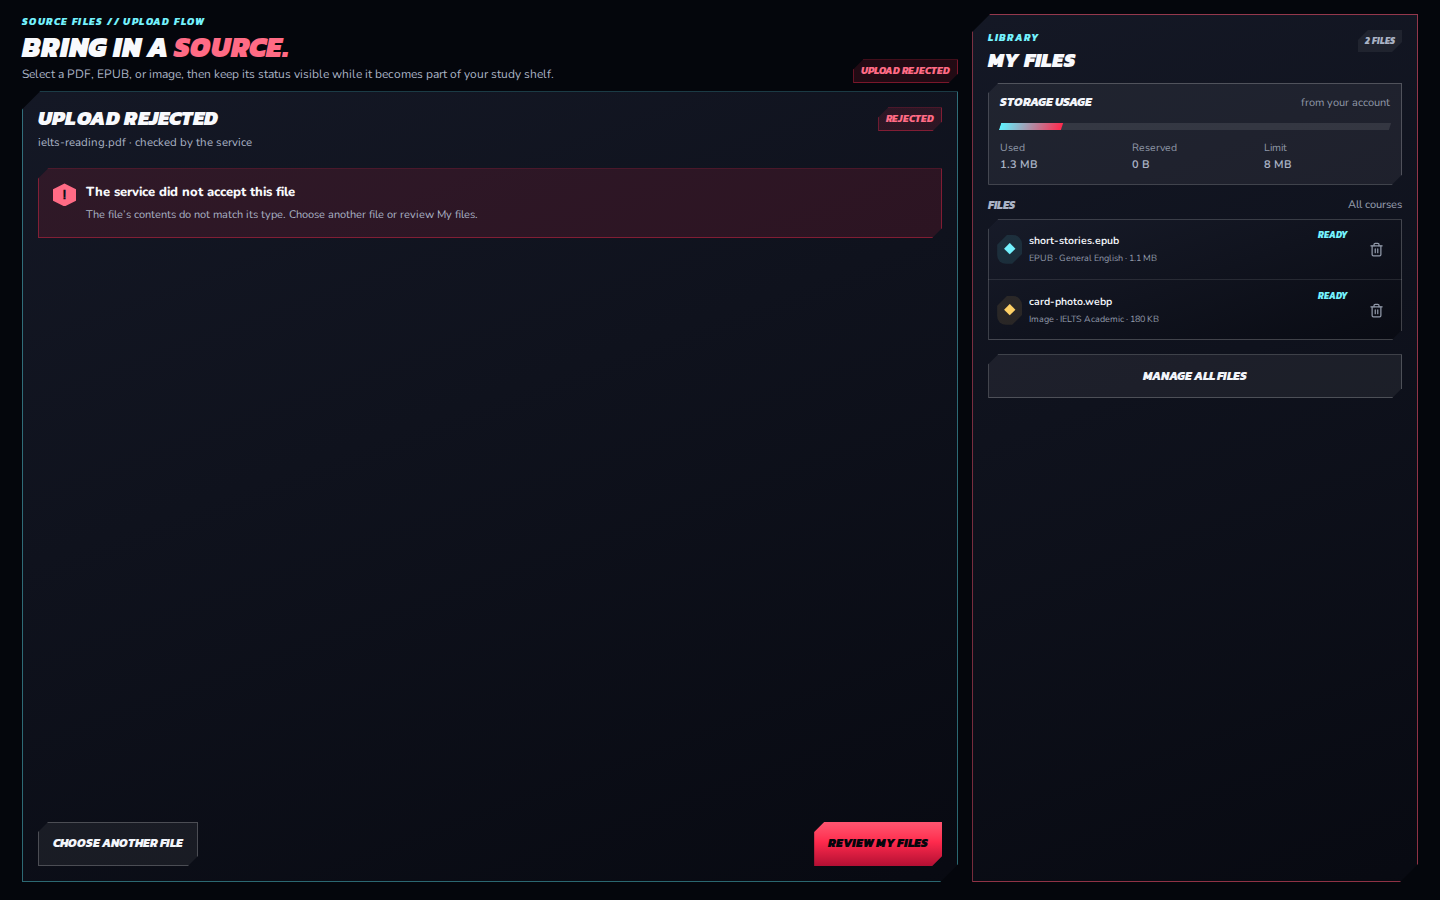 SOURCE FILES // UPLOAD FLOW
BRING IN A SOURCE.
Select a PDF, EPUB, or image, then keep its status visible while it becomes part of your study shelf.
UPLOAD REJECTED
UPLOAD REJECTED
REJECTED
ielts-reading.pdf · checked by the service
!
The service did not accept this file
The file's contents do not match its type. Choose another file or review My files.
CHOOSE ANOTHER FILE
REVIEW MY FILES
LIBRARY
2 FILES
MY FILES
STORAGE USAGE
from your account
Used
Reserved
Limit
1.3 MB
0 B
8 MB
FILES
All courses
short-stories.epub
READY
EPUB · General English · 1.1 MB
card-photo.webp
READY
Image · IELTS Academic · 180 KB
MANAGE ALL FILES